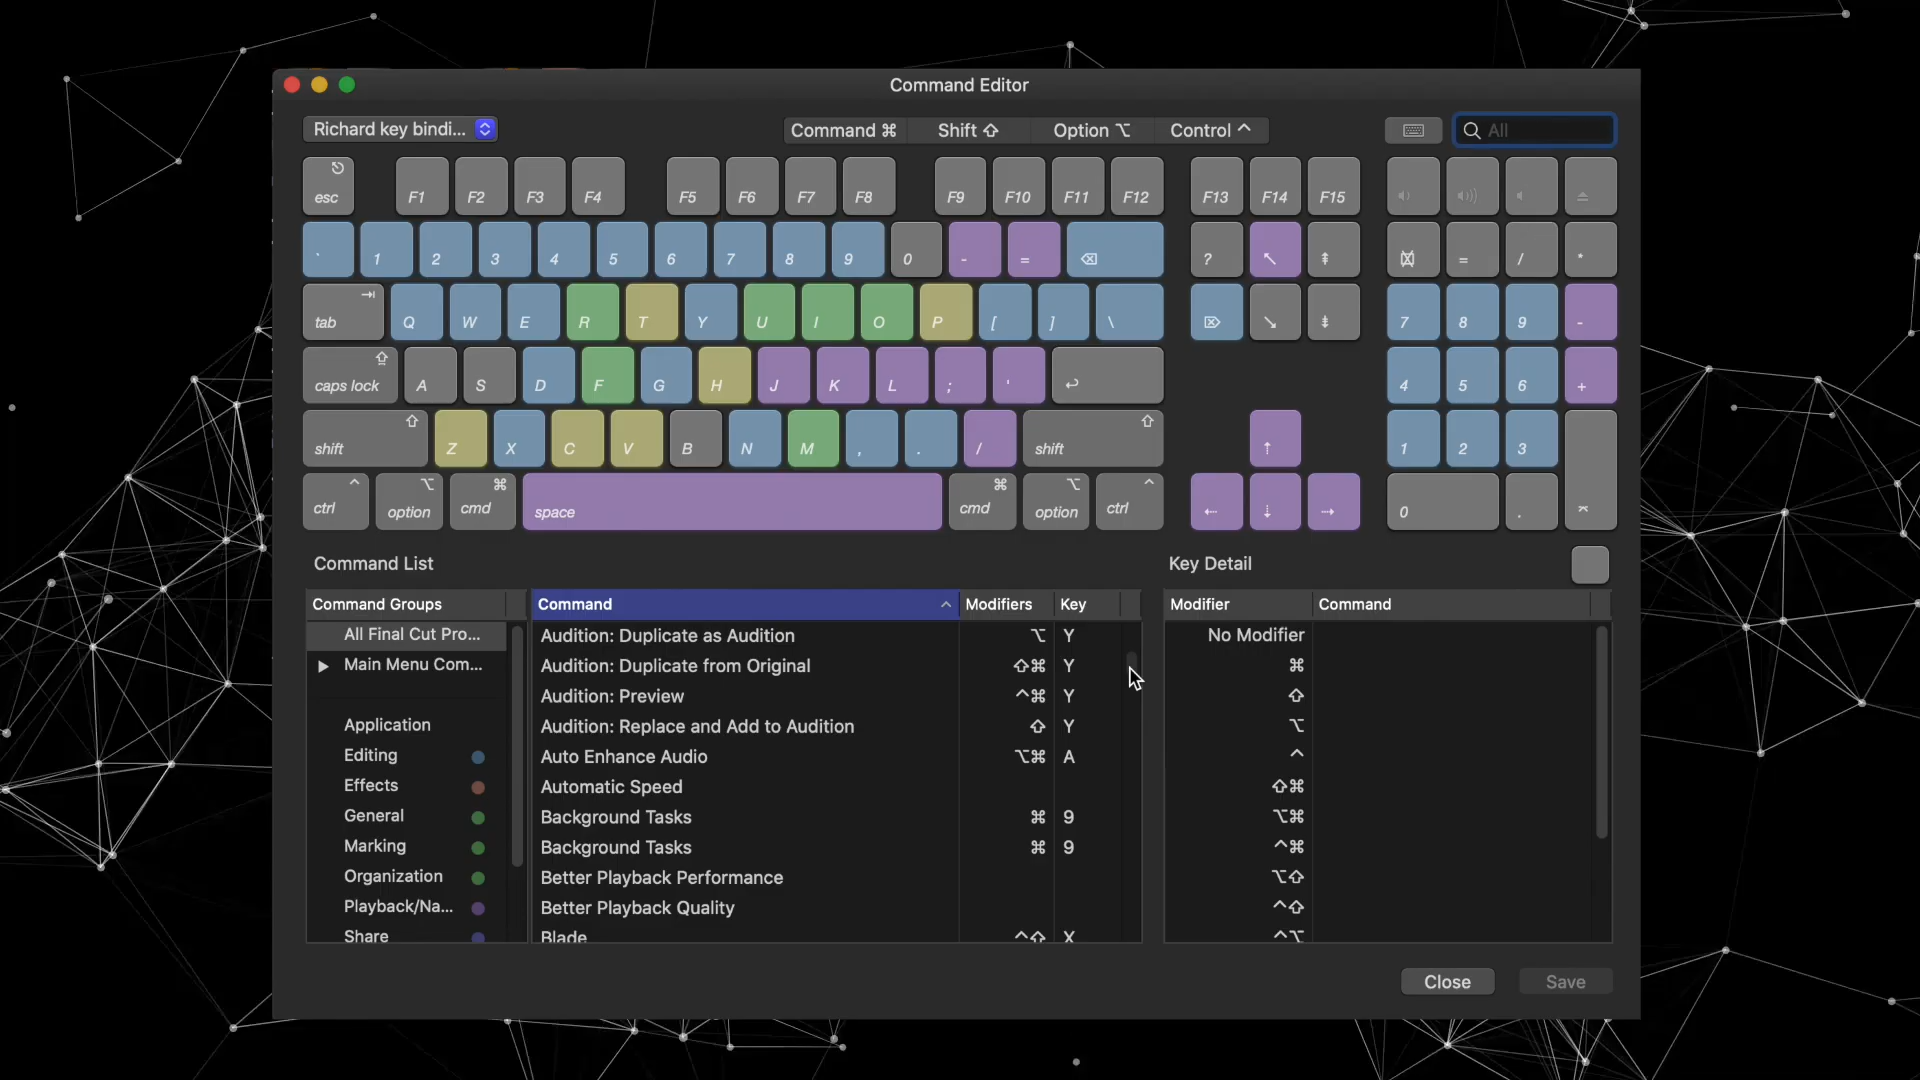 Command Editor
Richard key bindi...
Command ⌘ Shift ⇧ Option ⌥ Control ^
All
esc F1 F2 F3 F4 F5 F6 F7 F8 F9 F10 F11 F12 F13 F14 F15
` 1 2 3 4 5 6 7 8 9 0 - = ? = / *
tab Q W E R T Y U I O P [ ] \ 7 8 9 -
caps lock A S D F G H J K L ; ' 4 5 6 +
shift Z X C V B N M , . / shift 1 2 3
ctrl option cmd space cmd option ctrl 0 .
Command List
Key Detail
Command Groups
All Final Cut Pro...
Main Menu Com...
Application
Editing
Effects
General
Marking
Organization
Playback/Na...
Share
Command Modifiers Key
Audition: Duplicate as Audition ⌥ Y
Audition: Duplicate from Original ⇧⌘ Y
Audition: Preview ^⌘ Y
Audition: Replace and Add to Audition ⇧ Y
Auto Enhance Audio ⌥⌘ A
Automatic Speed
Background Tasks ⌘ 9
Background Tasks ⌘ 9
Better Playback Performance
Better Playback Quality
Blade ^⇧ X
Modifier Command
No Modifier
⌘
⇧
⌥
^
⇧⌘
⌥⌘
^⌘
⌥⇧
^⇧
^⌥
Close Save